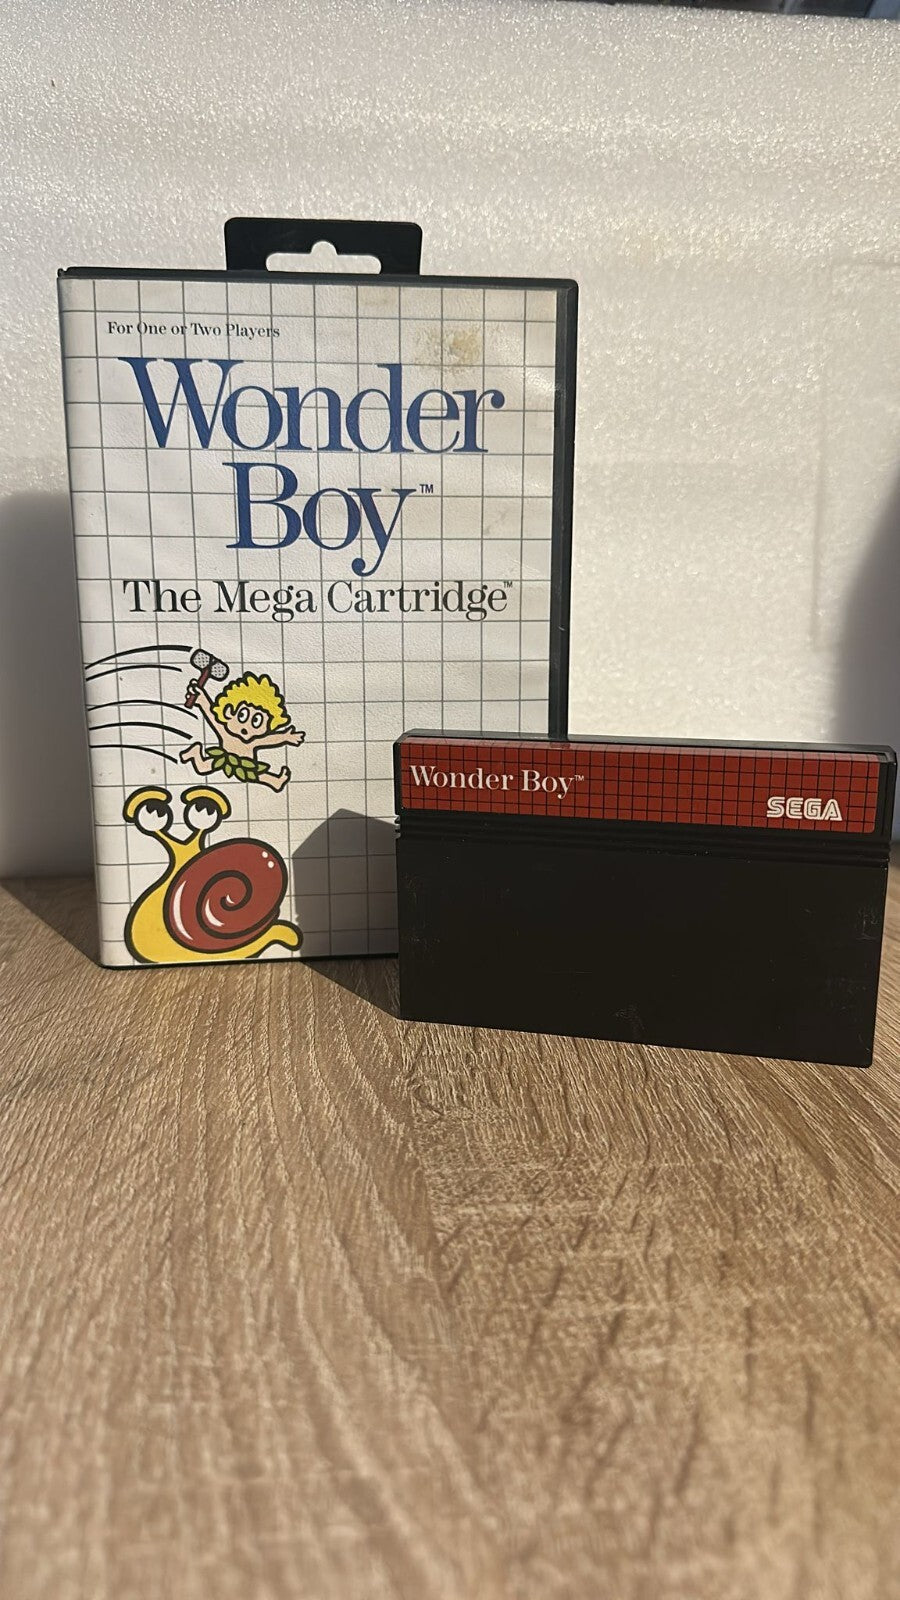 For One or Two Players
Wonder
Boy™
The Mega Cartridge™
Wonder Boy™
SEGA